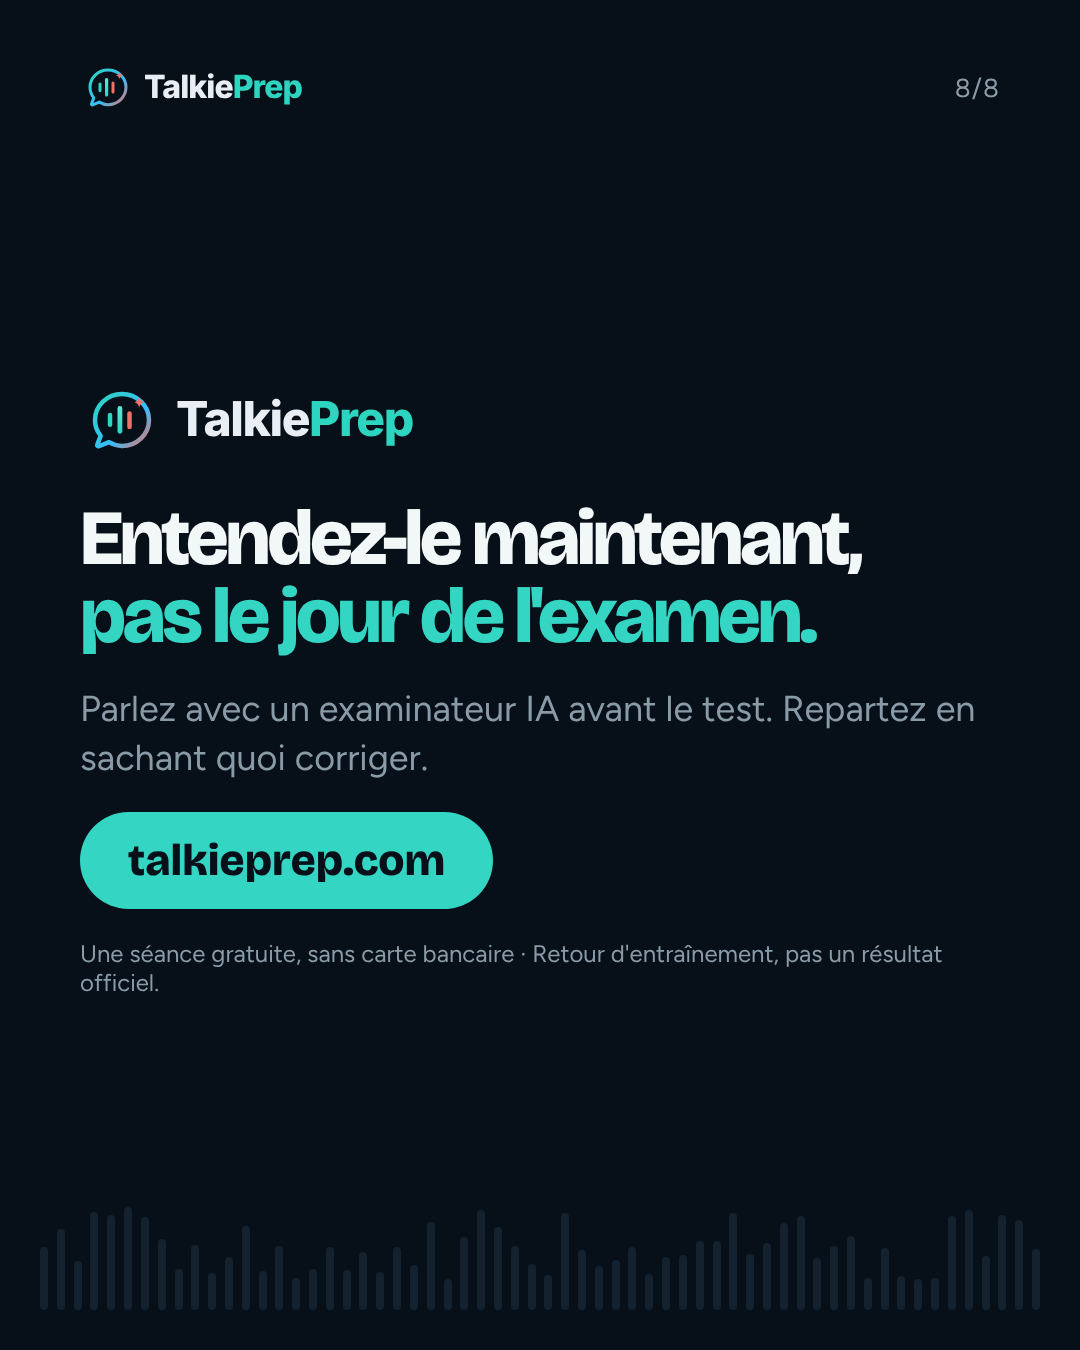 TalkiePrep
8/8
TalkiePrep
Entendez-le maintenant,
pas le jour de l'examen.
Parlez avec un examinateur IA avant le test. Repartez en
sachant quoi corriger.
talkieprep.com
Une séance gratuite, sans carte bancaire · Retour d'entraînement, pas un résultat
officiel.